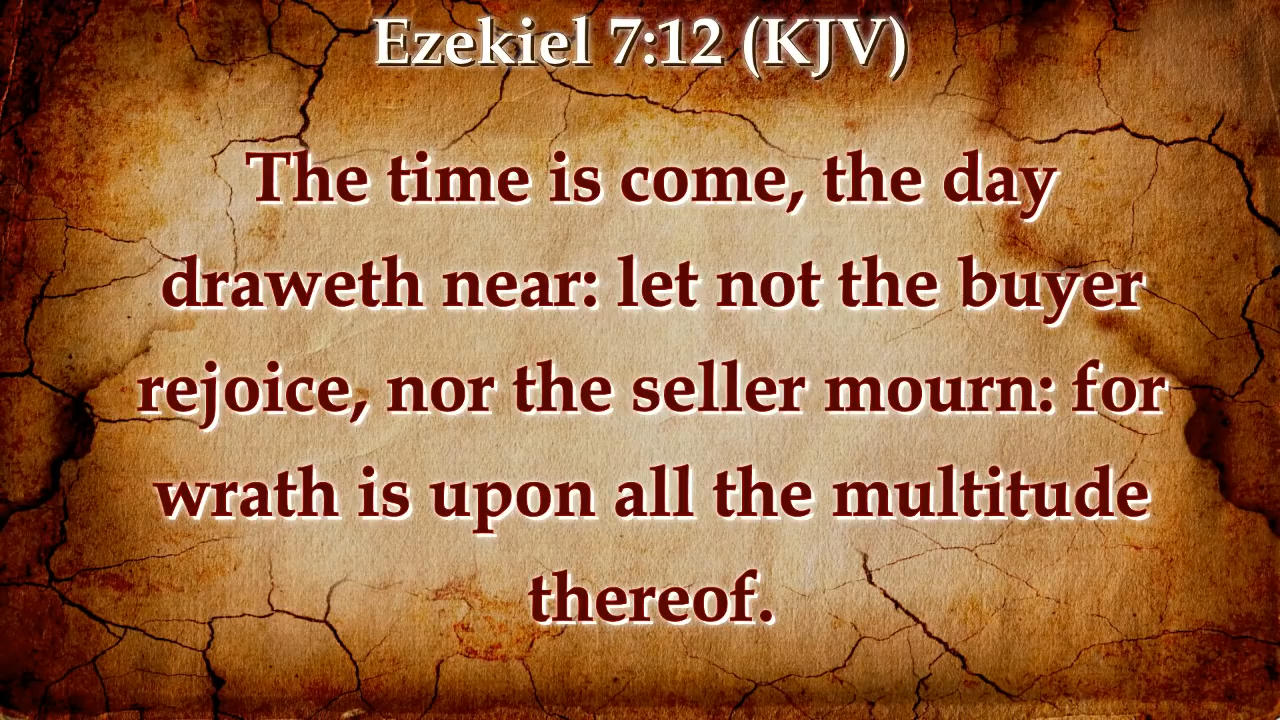 Ezekiel 7:12 (KJV)
The time is come, the day
draweth near: let not the buyer
rejoice, nor the seller mourn: for
wrath is upon all the multitude
thereof.